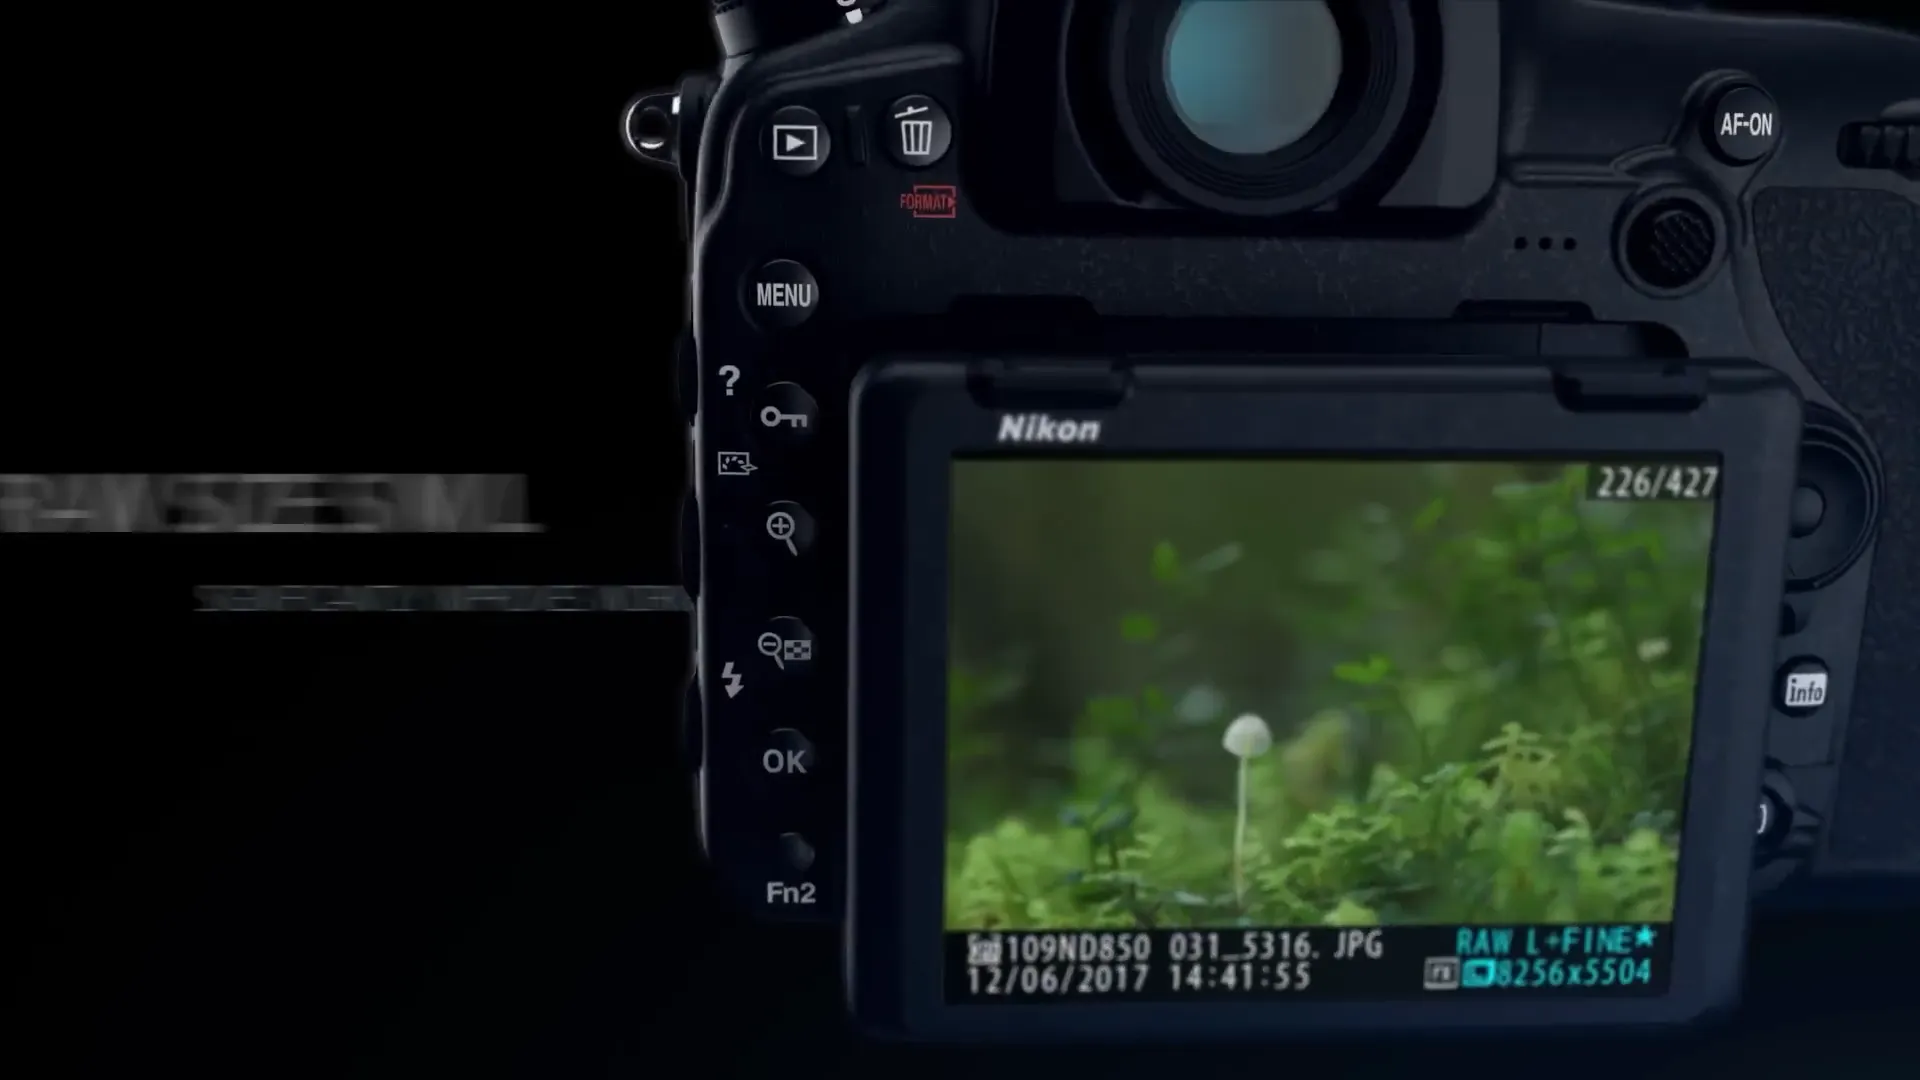 FORMAT
AF-ON
MENU
?
Nikon
226/427
info
OK
Fn2
109ND850 031_5316. JPG
RAW L+FINE★
12/06/2017 14:41:55
8256x5504